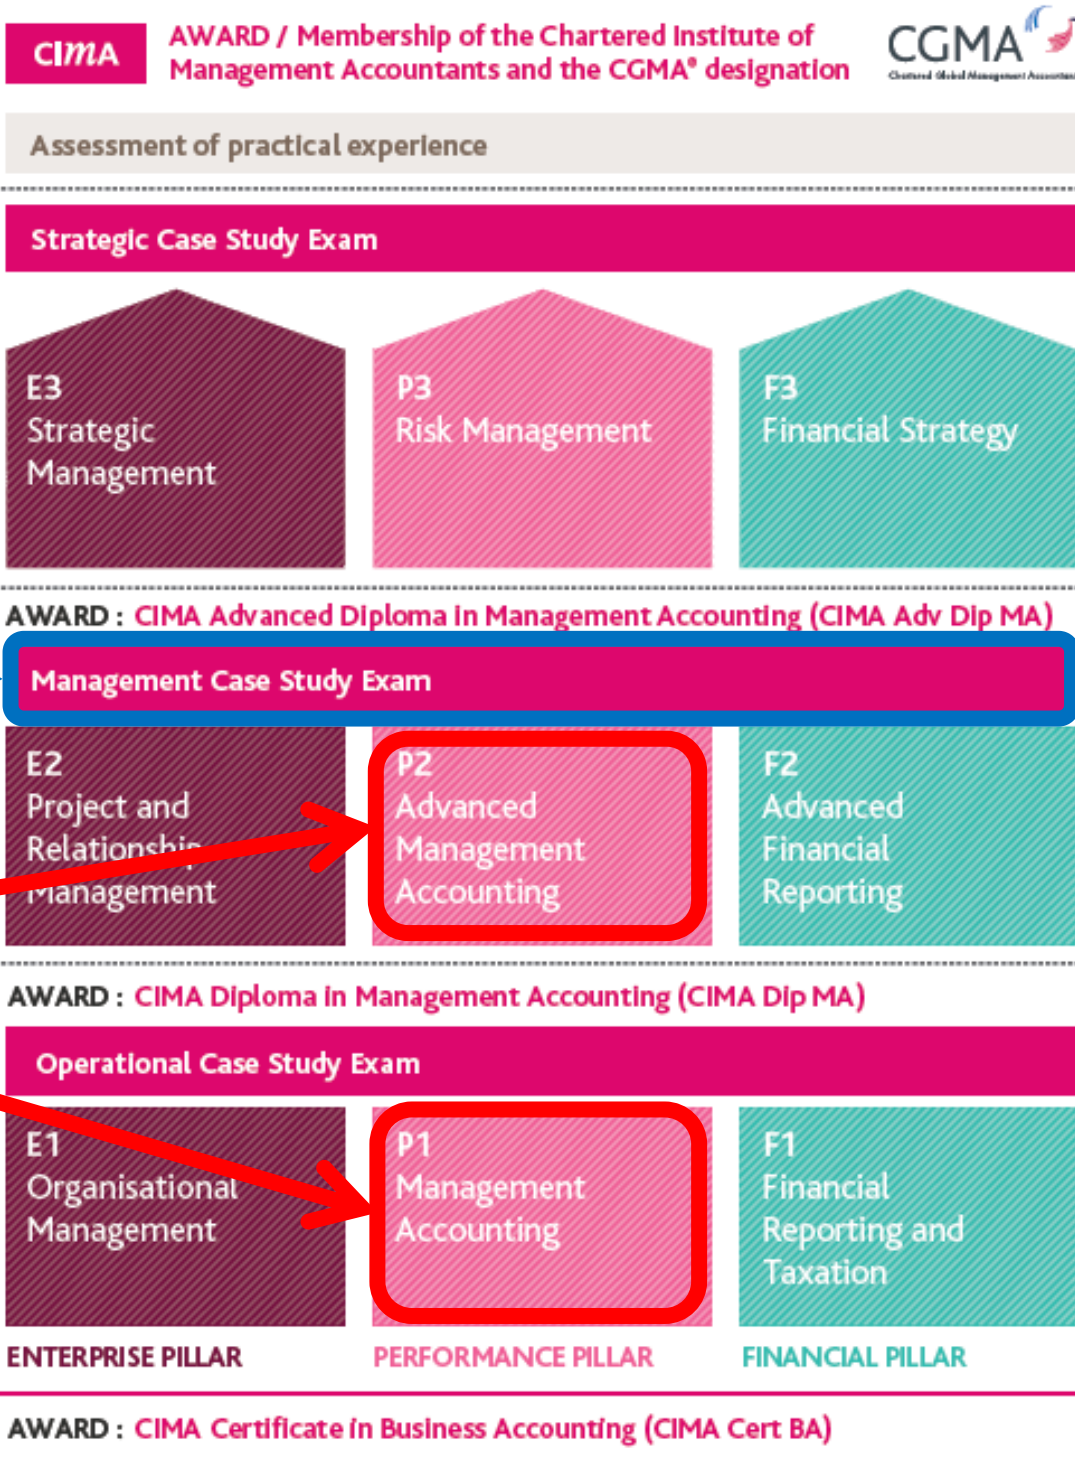 CIMA
AWARD / Membership of the Chartered Institute of
Management Accountants and the CGMA® designation
CGMA
Chartered Global Management Accountant
Assessment of practical experience
Strategic Case Study Exam
E3
Strategic
Management
P3
Risk Management
F3
Financial Strategy
AWARD : CIMA Advanced Diploma in Management Accounting (CIMA Adv Dip MA)
Management Case Study Exam
E2
Project and
Relationship
Management
P2
Advanced
Management
Accounting
F2
Advanced
Financial
Reporting
AWARD : CIMA Diploma in Management Accounting (CIMA Dip MA)
Operational Case Study Exam
E1
Organisational
Management
P1
Management
Accounting
F1
Financial
Reporting and
Taxation
ENTERPRISE PILLAR
PERFORMANCE PILLAR
FINANCIAL PILLAR
AWARD : CIMA Certificate in Business Accounting (CIMA Cert BA)